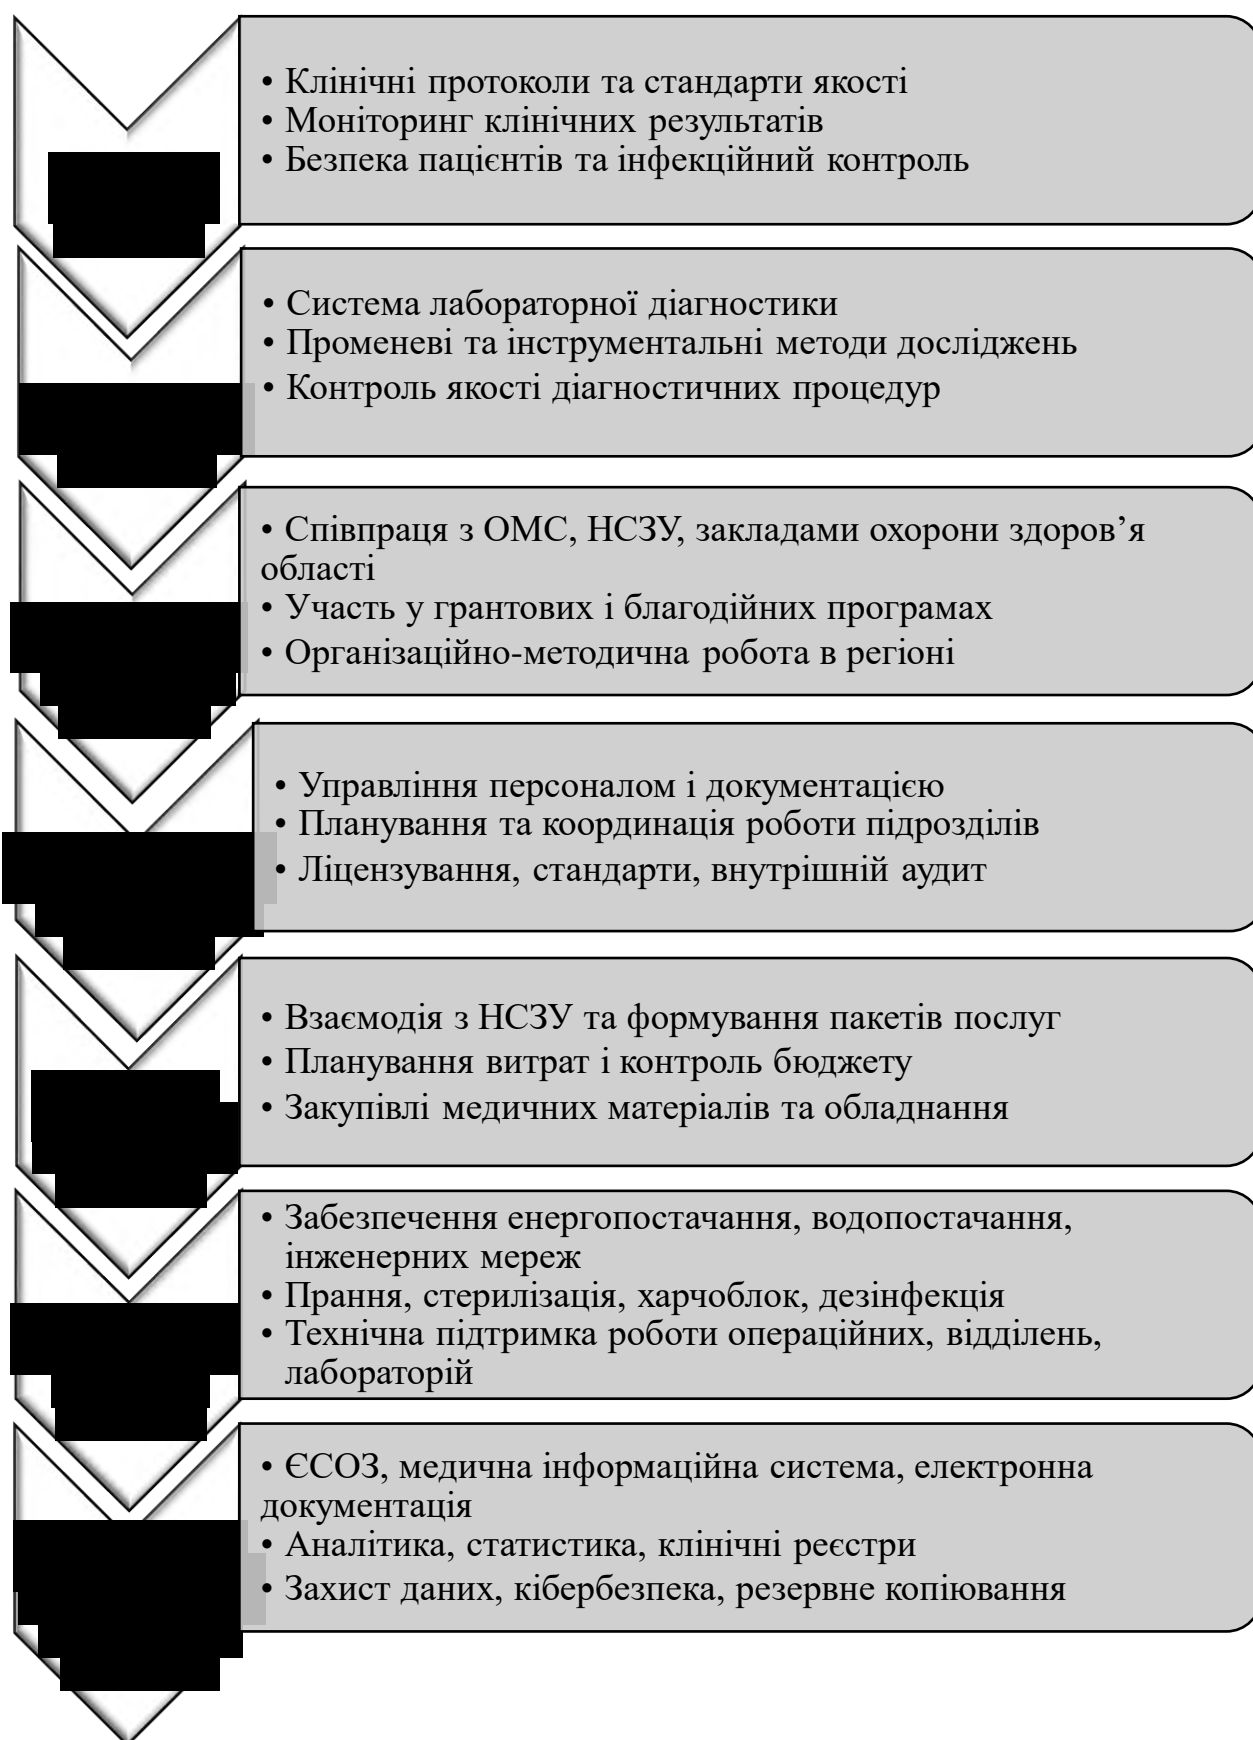 • Клінічні протоколи та стандарти якості
• Моніторинг клінічних результатів
• Безпека пацієнтів та інфекційний контроль
• Система лабораторної діагностики
• Променеві та інструментальні методи досліджень
• Контроль якості діагностичних процедур
• Співпраця з ОМС, НСЗУ, закладами охорони здоров’я
області
• Участь у грантових і благодійних програмах
• Організаційно-методична робота в регіоні
• Управління персоналом і документацією
• Планування та координація роботи підрозділів
• Ліцензування, стандарти, внутрішній аудит
• Взаємодія з НСЗУ та формування пакетів послуг
• Планування витрат і контроль бюджету
• Закупівлі медичних матеріалів та обладнання
• Забезпечення енергопостачання, водопостачання,
інженерних мереж
• Прання, стерилізація, харчоблок, дезінфекція
• Технічна підтримка роботи операційних, відділень,
лабораторій
• ЄСОЗ, медична інформаційна система, електронна
документація
• Аналітика, статистика, клінічні реєстри
• Захист даних, кібербезпека, резервне копіювання